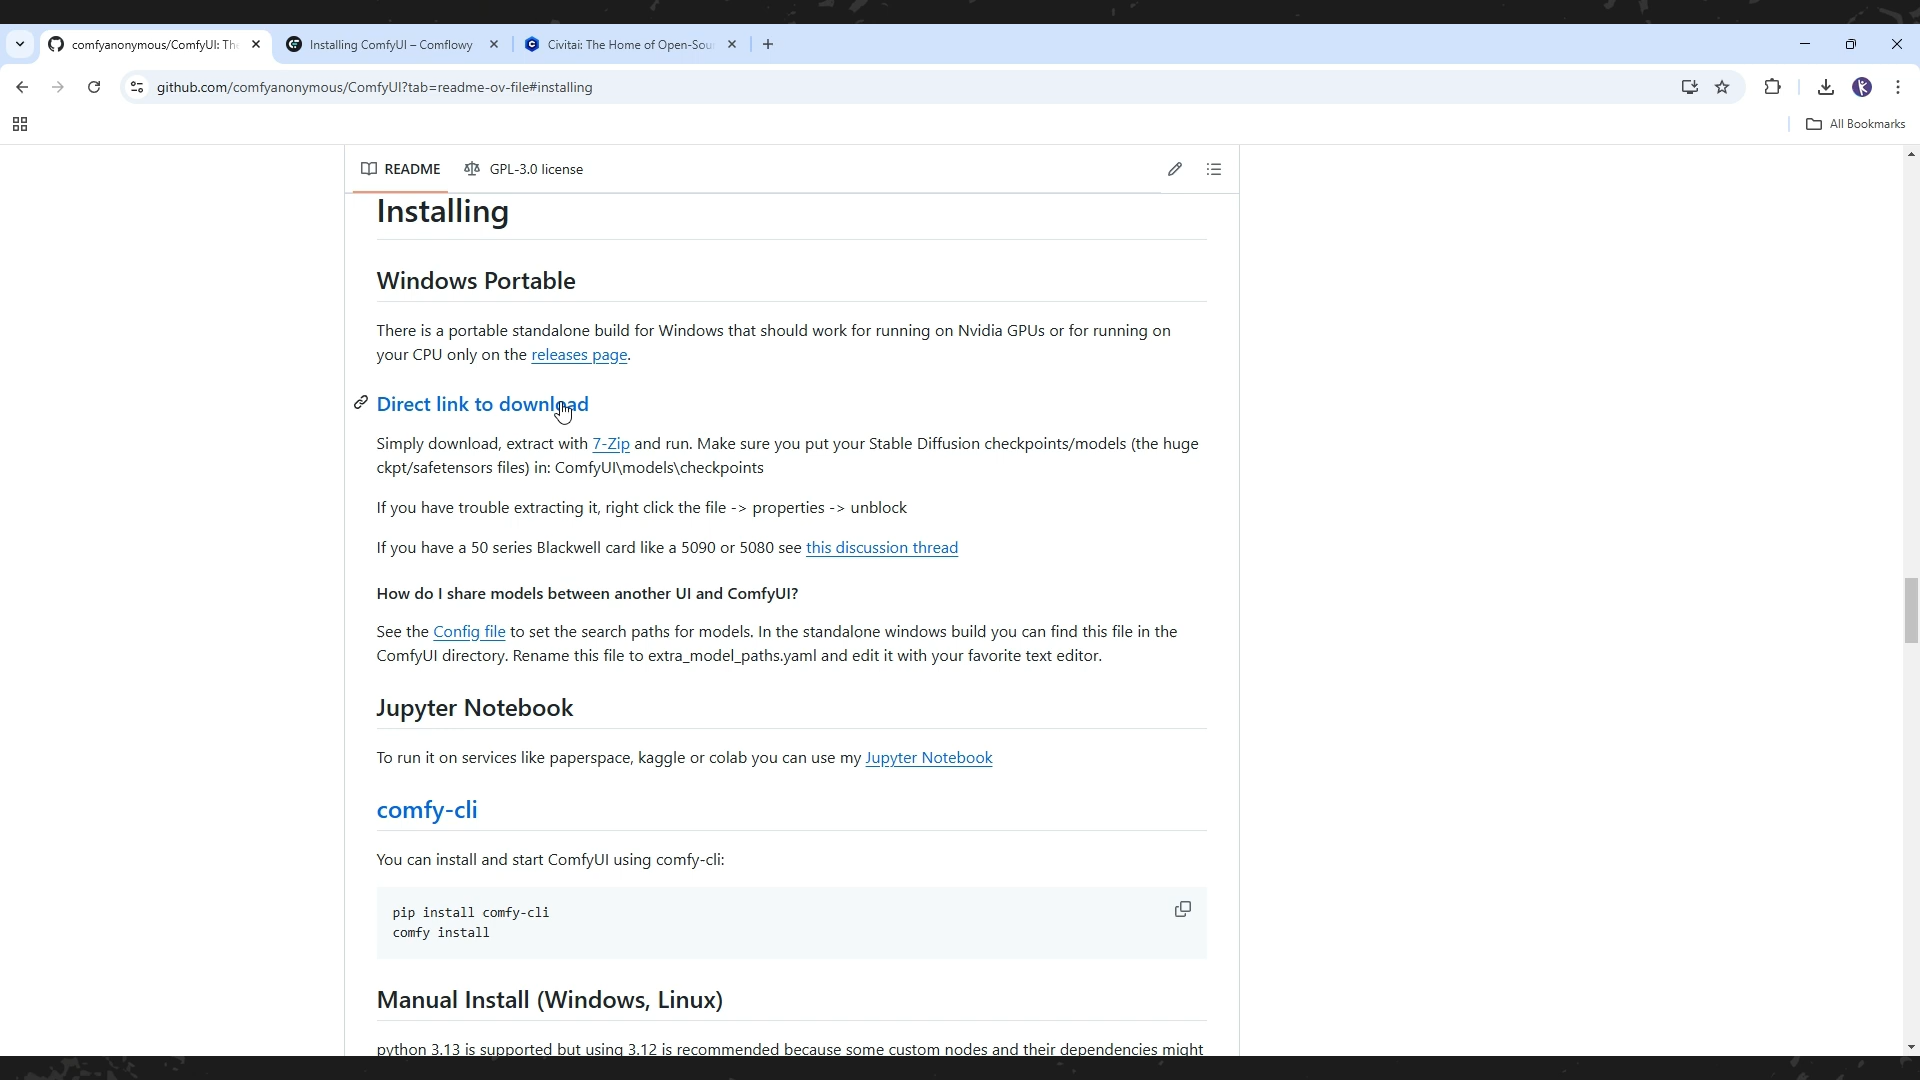 comfyanonymous/ComfyUI: Th
Installing ComfyUI – Comflowy
Civitai: The Home of Open-Sou
github.com/comfyanonymous/ComfyUI?tab=readme-ov-file#installing
All Bookmarks
README
GPL-3.0 license
Installing
Windows Portable
There is a portable standalone build for Windows that should work for running on Nvidia GPUs or for running on
your CPU only on the releases page.
Direct link to download
Simply download, extract with 7-Zip and run. Make sure you put your Stable Diffusion checkpoints/models (the huge
ckpt/safetensors files) in: ComfyUI\models\checkpoints
If you have trouble extracting it, right click the file -> properties -> unblock
If you have a 50 series Blackwell card like a 5090 or 5080 see this discussion thread
How do I share models between another UI and ComfyUI?
See the Config file to set the search paths for models. In the standalone windows build you can find this file in the
ComfyUI directory. Rename this file to extra_model_paths.yaml and edit it with your favorite text editor.
Jupyter Notebook
To run it on services like paperspace, kaggle or colab you can use my Jupyter Notebook
comfy-cli
You can install and start ComfyUI using comfy-cli:
pip install comfy-cli
comfy install
Manual Install (Windows, Linux)
python 3.13 is supported but using 3.12 is recommended because some custom nodes and their dependencies might